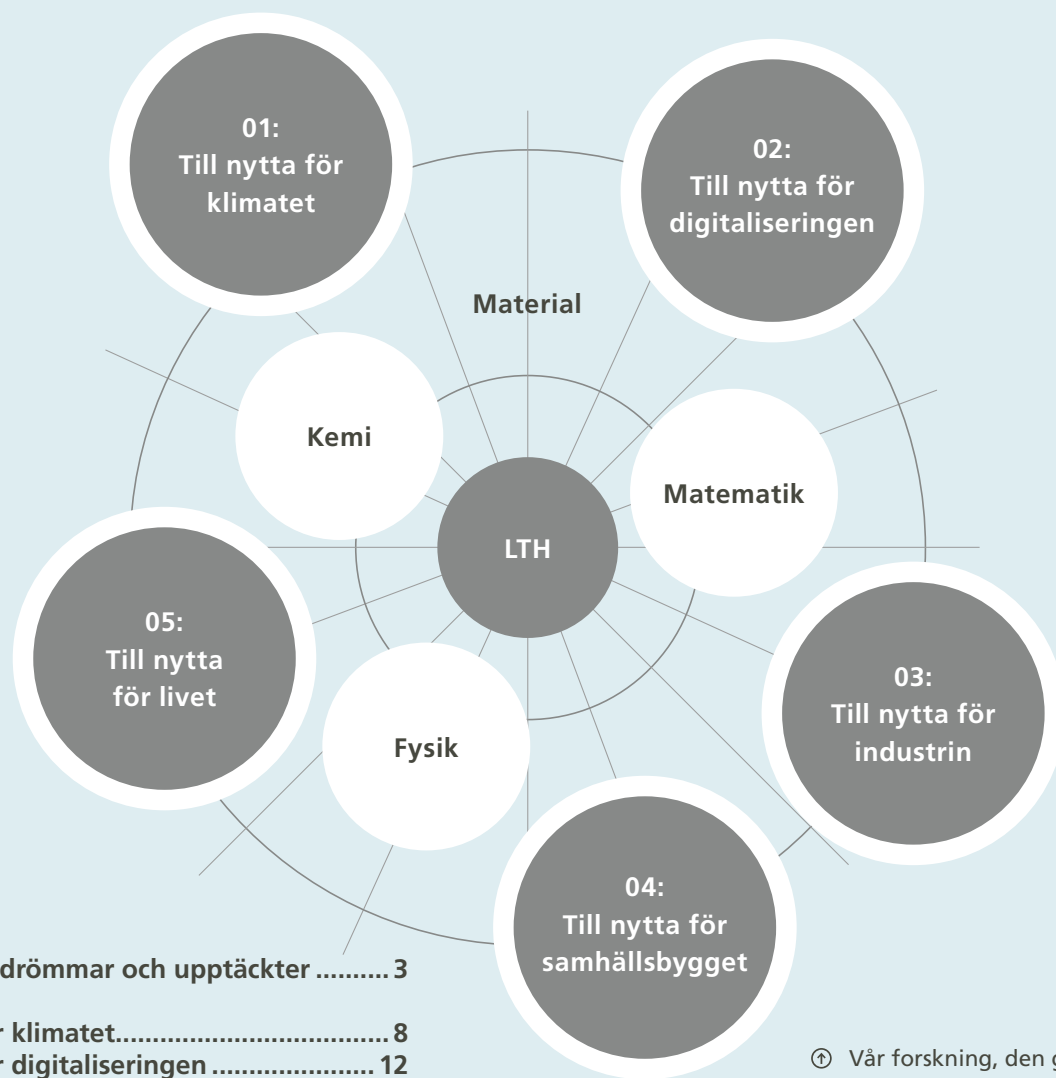 01:
Till nytta för
klimatet
02:
Till nytta för
digitaliseringen
Material
Kemi
Matematik
LTH
05:
Till nytta
för livet
03:
Till nytta för
industrin
Fysik
04:
Till nytta för
samhällsbygget
drömmar och upptäckter .......... 3
klimatet..................................... 8
digitaliseringen ...................... 12
Vår forskning, den